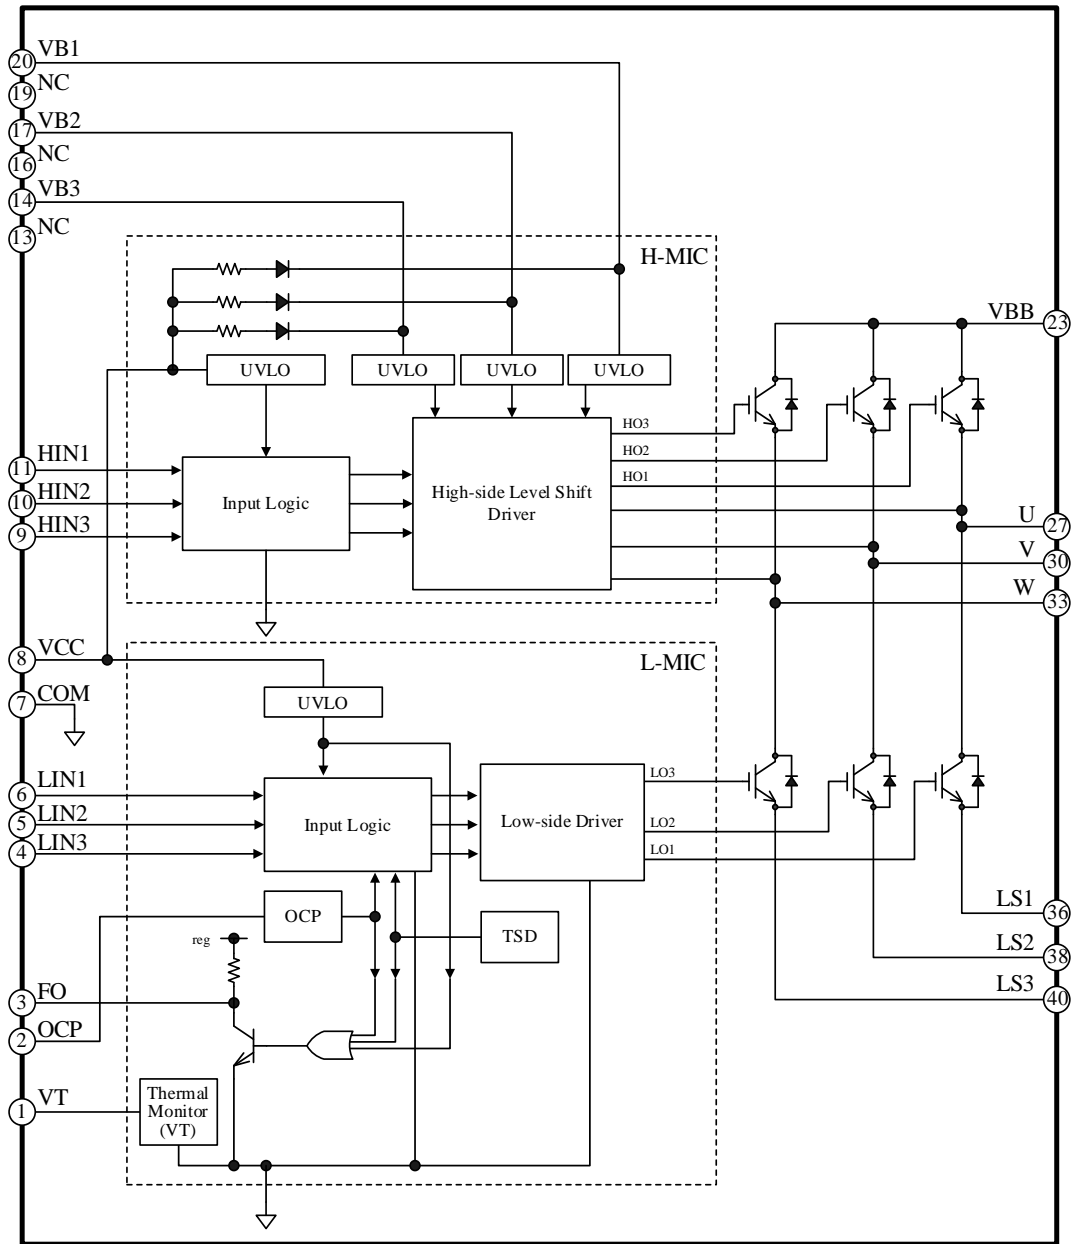 20 VB1
19 NC
17 VB2
16 NC
14 VB3
13 NC
H-MIC
VBB 23
UVLO UVLO UVLO UVLO
HO3
HO2
HO1
11 HIN1
10 HIN2
9 HIN3
Input Logic
High-side Level Shift
Driver
U 27
V 30
W 33
8 VCC
7 COM
L-MIC
UVLO
6 LIN1
5 LIN2
4 LIN3
Input Logic
Low-side Driver
LO3
LO2
LO1
OCP
TSD
reg
LS1 36
LS2 38
LS3 40
3 FO
2 OCP
1 VT
Thermal
Monitor
(VT)